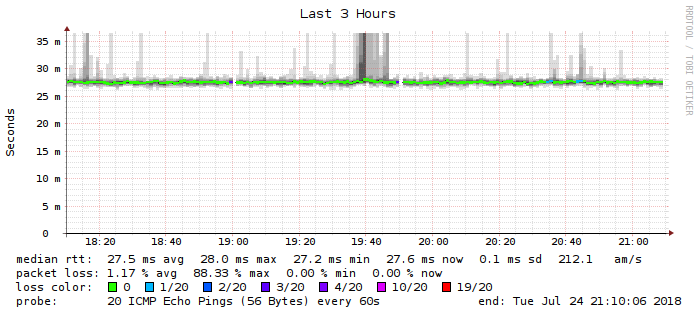 Last 3 Hours
RRDTOOL / TOBI OETIKER
Seconds
35 m
30 m
25 m
20 m
15 m
10 m
5 m
0
18:20 18:40 19:00 19:20 19:40 20:00 20:20 20:40 21:00
median rtt: 27.5 ms avg 28.0 ms max 27.2 ms min 27.6 ms now 0.1 ms sd 212.1 am/s
packet loss: 1.17 % avg 88.33 % max 0.00 % min 0.00 % now
loss color: 0 1/20 2/20 3/20 4/20 10/20 19/20
probe: 20 ICMP Echo Pings (56 Bytes) every 60s end: Tue Jul 24 21:10:06 2018